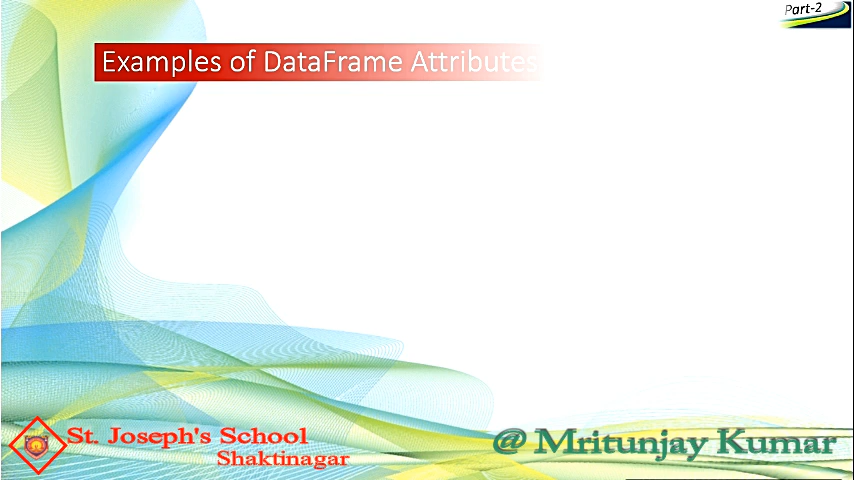 Part-2
Examples of DataFrame Attributes
St. Joseph's School
Shaktinagar
@ Mritunjay Kumar